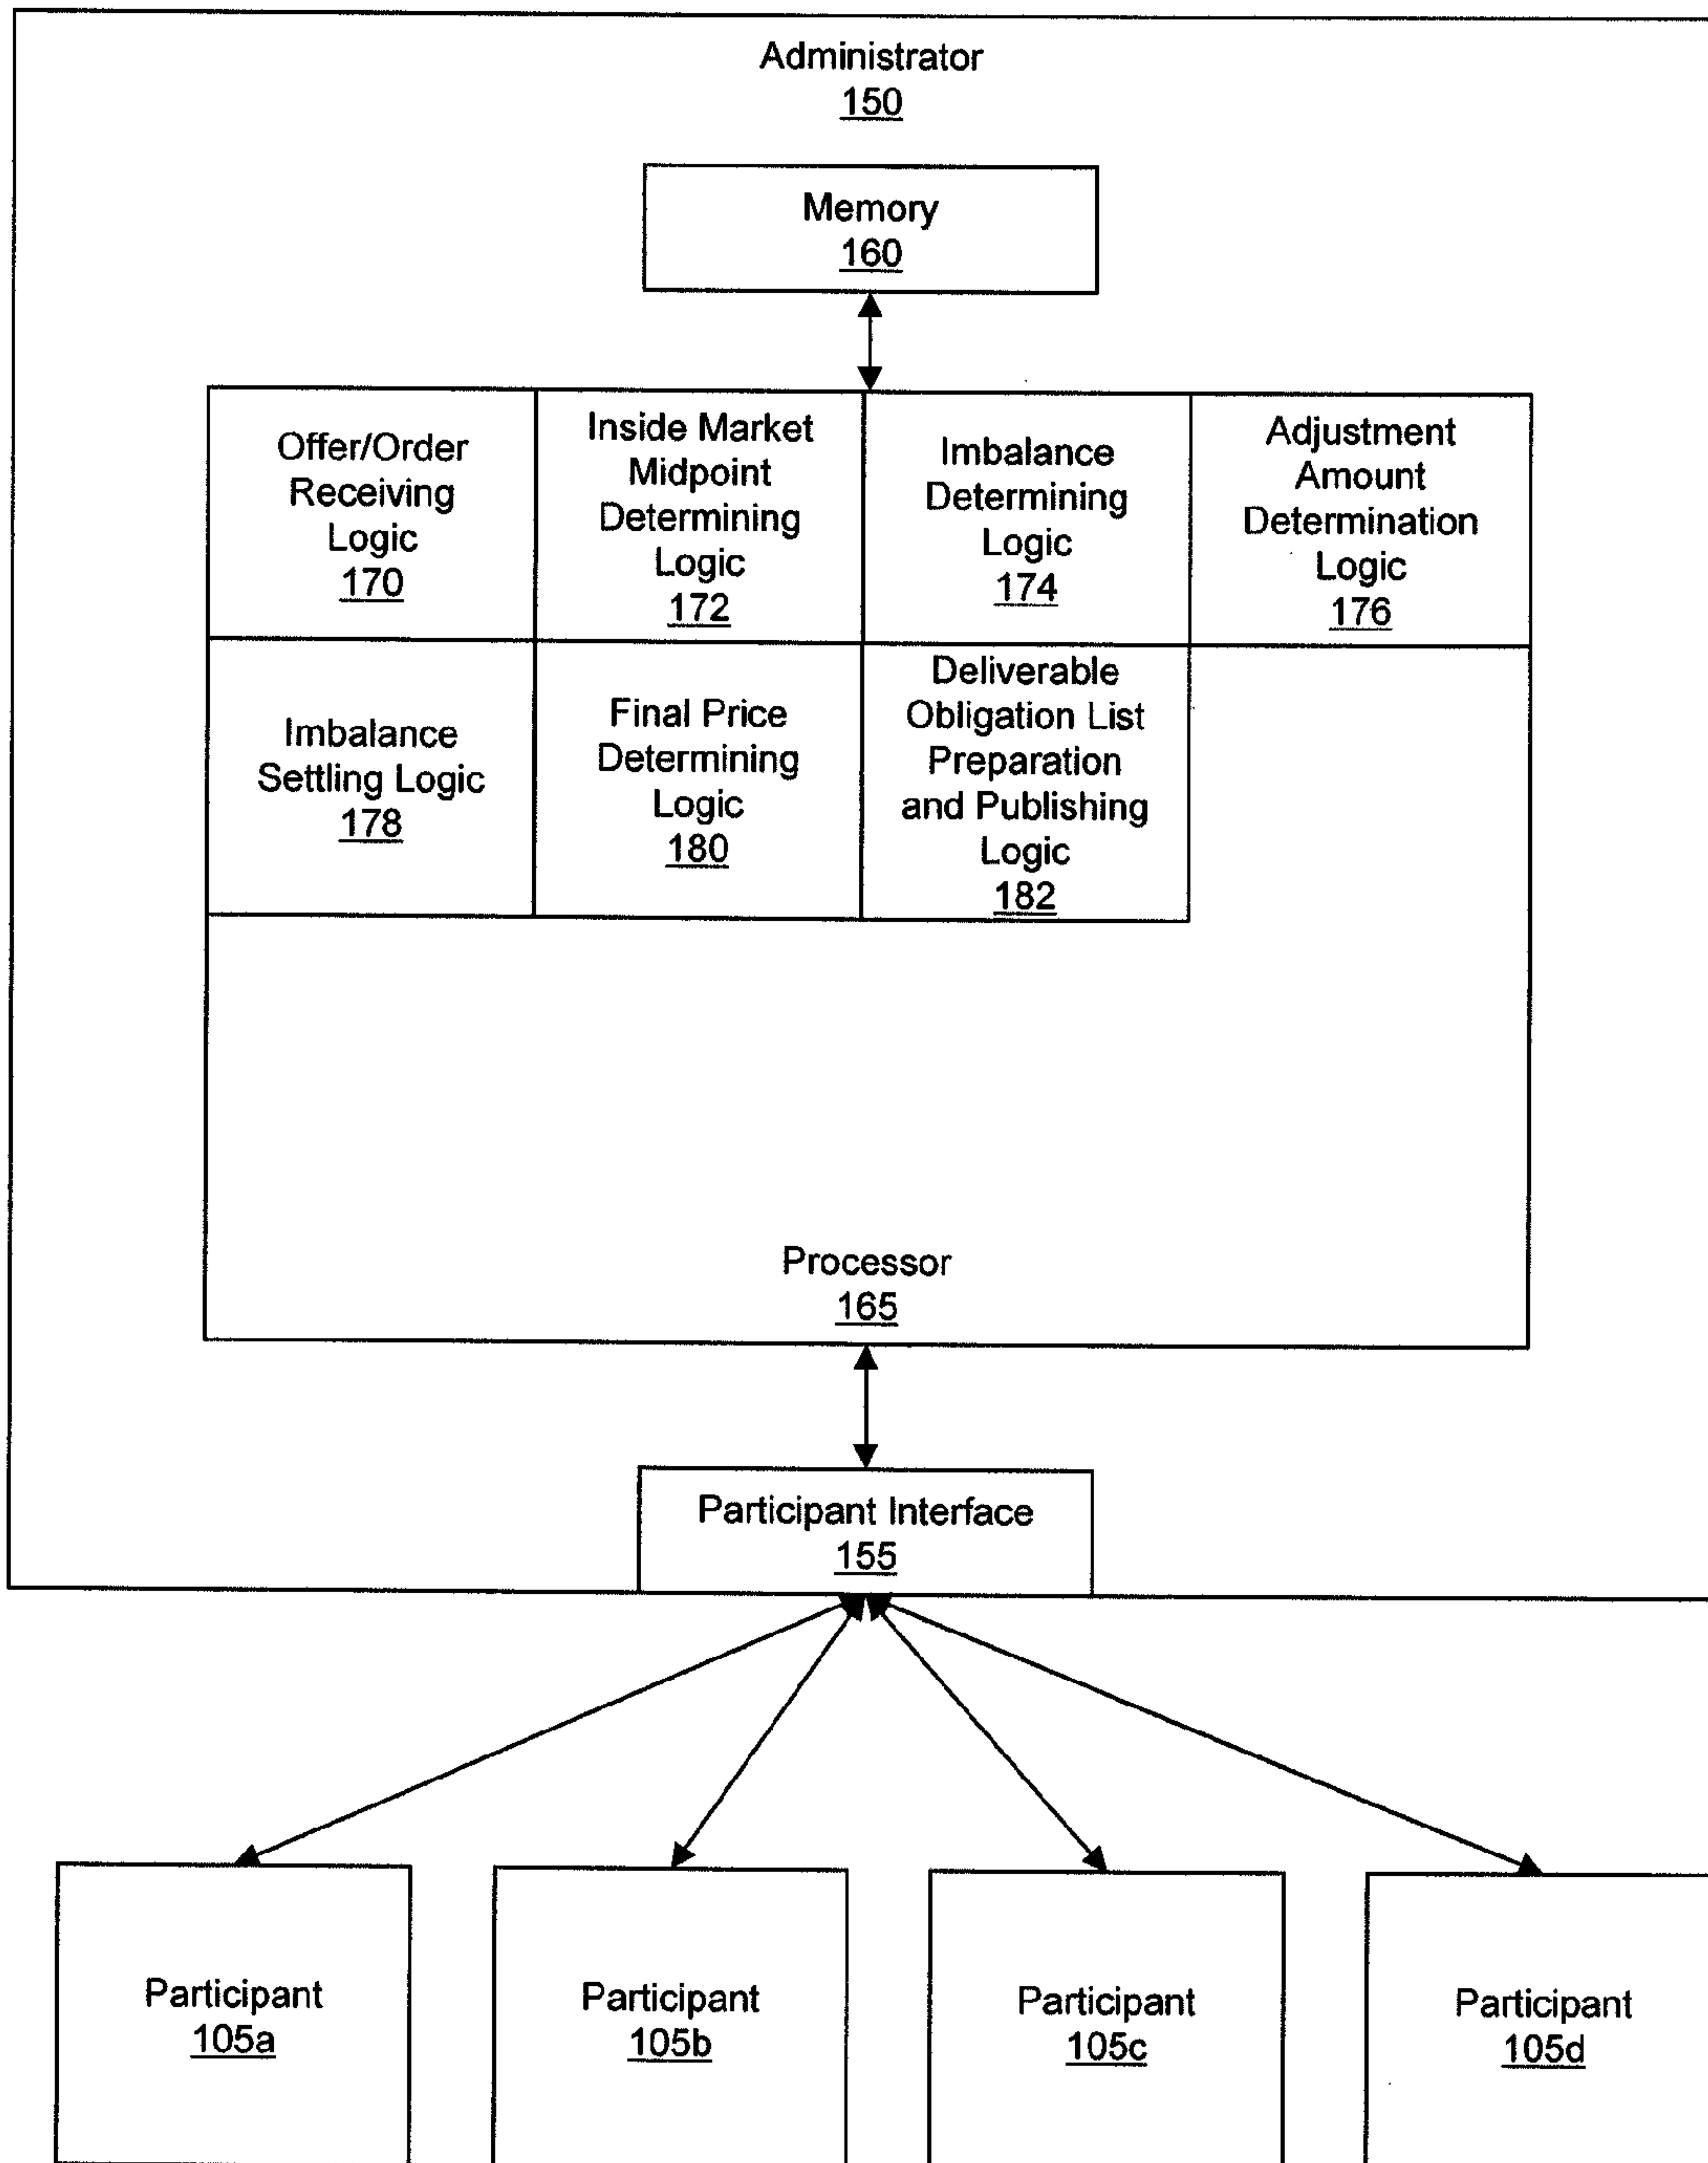 Administrator
150
Memory
160
Offer/Order
Receiving
Logic
170
Inside Market
Midpoint
Determining
Logic
172
Imbalance
Determining
Logic
174
Adjustment
Amount
Determination
Logic
176
Imbalance
Settling Logic
178
Final Price
Determining
Logic
180
Deliverable
Obligation List
Preparation
and Publishing
Logic
182
Processor
165
Participant Interface
155
Participant
105a
Participant
105b
Participant
105c
Participant
105d